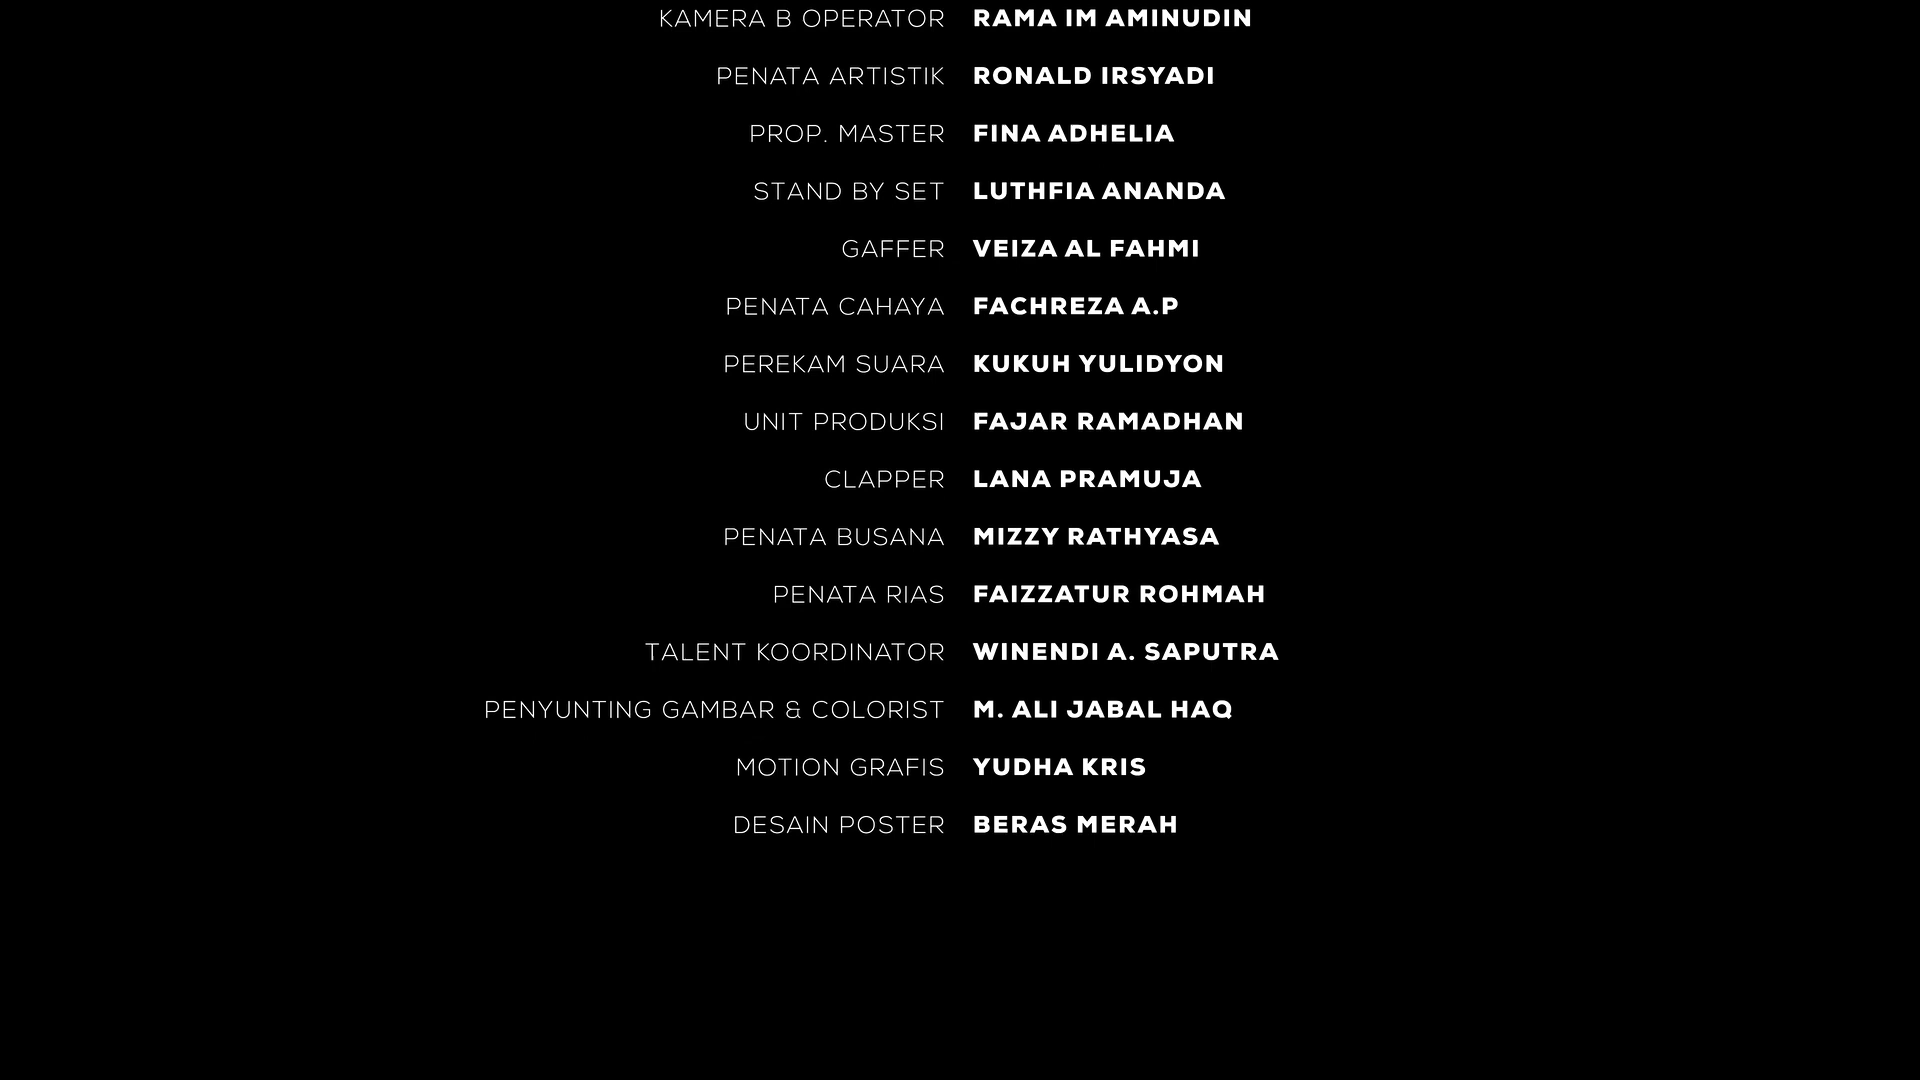 KAMERA B OPERATOR RAMA IM AMINUDIN
PENATA ARTISTIK RONALD IRSYADI
PROP. MASTER FINA ADHELIA
STAND BY SET LUTHFIA ANANDA
GAFFER VEIZA AL FAHMI
PENATA CAHAYA FACHREZA A.P
PEREKAM SUARA KUKUH YULIDYON
UNIT PRODUKSI FAJAR RAMADHAN
CLAPPER LANA PRAMUJA
PENATA BUSANA MIZZY RATHYASA
PENATA RIAS FAIZZATUR ROHMAH
TALENT KOORDINATOR WINENDI A. SAPUTRA
PENYUNTING GAMBAR & COLORIST M. ALI JABAL HAQ
MOTION GRAFIS YUDHA KRIS
DESAIN POSTER BERAS MERAH